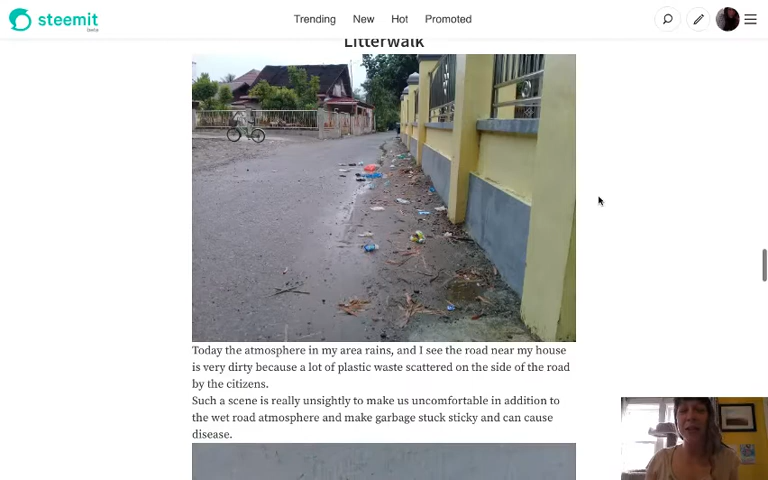 steemit
beta
Trending
New
Hot
Promoted
Litterwalk
Today the atmosphere in my area rains, and I see the road near my house
is very dirty because a lot of plastic waste scattered on the side of the road
by the citizens.
Such a scene is really unsightly to make us uncomfortable in addition to
the wet road atmosphere and make garbage stuck sticky and can cause
disease.